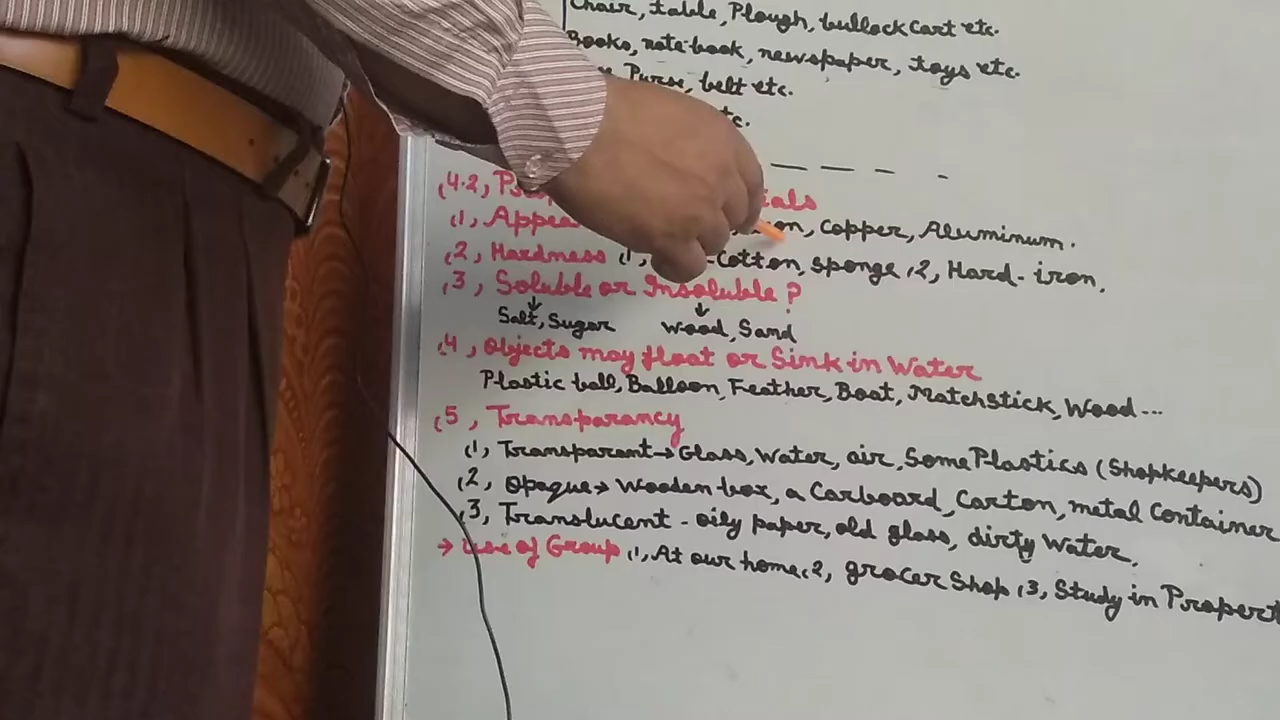 Chair, table, Plough, bullock cart etc.
Books, note-book, newspaper, toys etc.
Purse, belt etc.
etc.
(4.2,
(1, Copper, Aluminum.
(2, Hardness (1, -Cotton, Sponge (2, Hard-iron,
(3, Soluble or Insoluble ?
Salt, Sugar Wood, Sand
(4, Objects may float or Sink in Water
Plastic ball, Balloon, Feather, Boat, Matchstick, Wood ...
(5, Transparancy
(1, Transparent → Glass, Water, air, Some Plastics (Shopkeepers)
(2, Opaque → Wooden box, a Carboard, Carton, metal Container
(3, Translucent - oily paper, old glass, dirty Water,
→ use of Group (1, At our home (2, grocer Shop (3, Study in